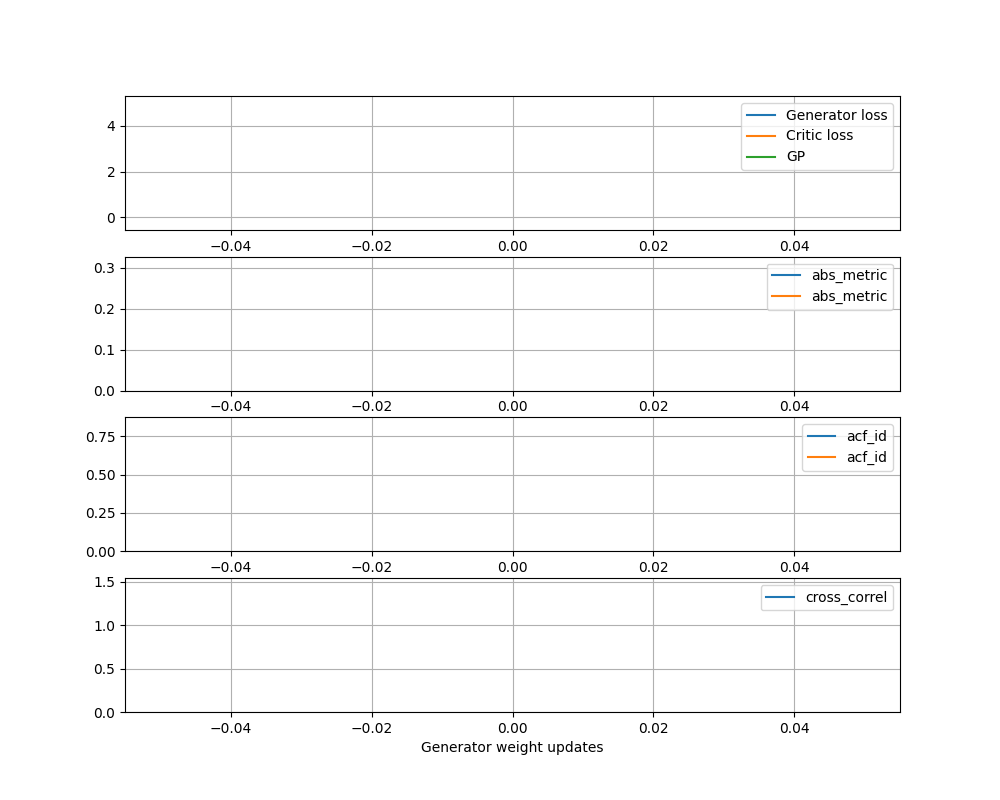 4
2
0
Generator loss
Critic loss
GP
−0.04 −0.02 0.00 0.02 0.04
0.3
0.2
0.1
0.0
abs_metric
abs_metric
−0.04 −0.02 0.00 0.02 0.04
0.75
0.50
0.25
0.00
acf_id
acf_id
−0.04 −0.02 0.00 0.02 0.04
1.5
1.0
0.5
0.0
cross_correl
−0.04 −0.02 0.00 0.02 0.04
Generator weight updates